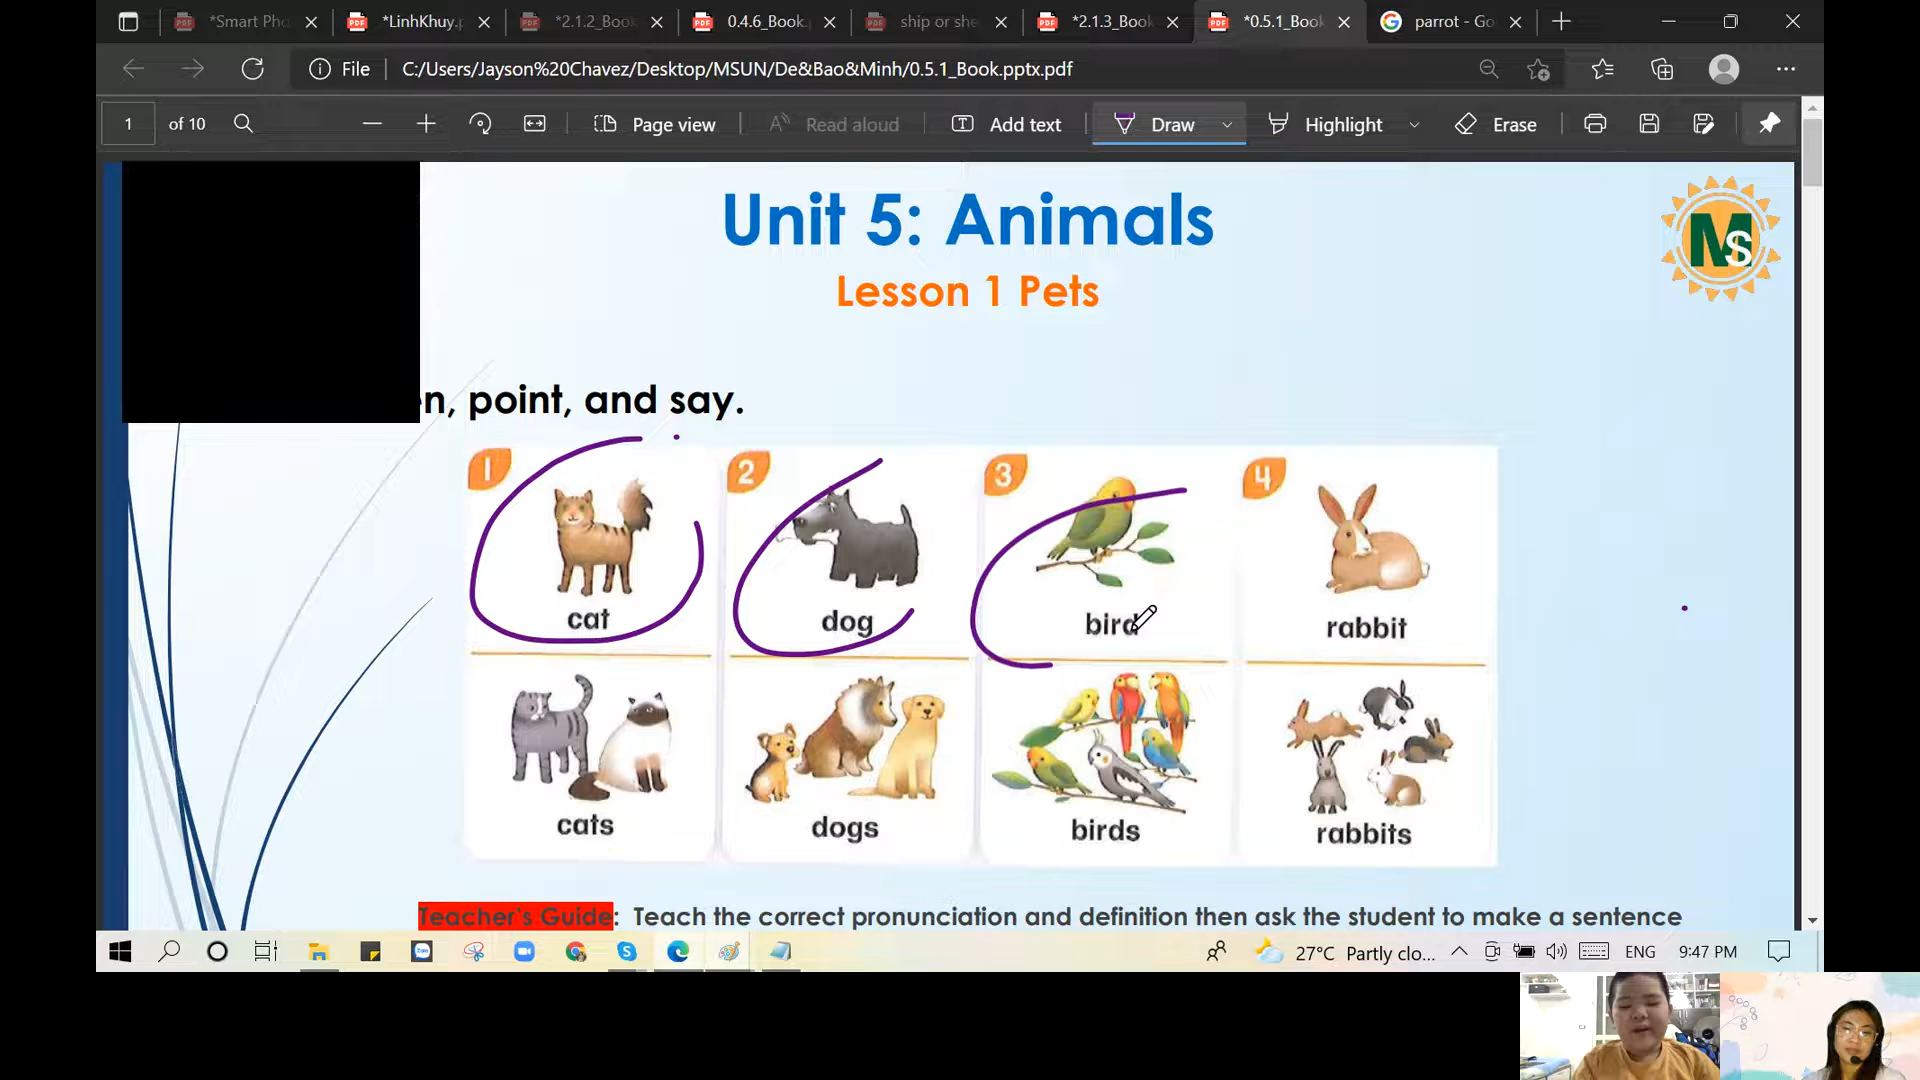 *Smart Pho
*LinkKhuy.p
*2.1.2_Book
0.4.6_Book.p
ship or she
*2.1.3_Book
*0.5.1_Book
parrot - Go
File
C:/Users/Jayson%20Chavez/Desktop/MSUN/De&Bao&Minh/0.5.1_Book.pptx.pdf
1 of 10
Page view
Read aloud
Add text
Draw
Highlight
Erase
Unit 5: Animals
MS
Lesson 1 Pets
en, point, and say.
1
2
3
4
cat
dog
bird
rabbit
cats
dogs
birds
rabbits
Teacher's Guide: Teach the correct pronunciation and definition then ask the student to make a sentence
27°C Partly clo...
ENG
9:47 PM